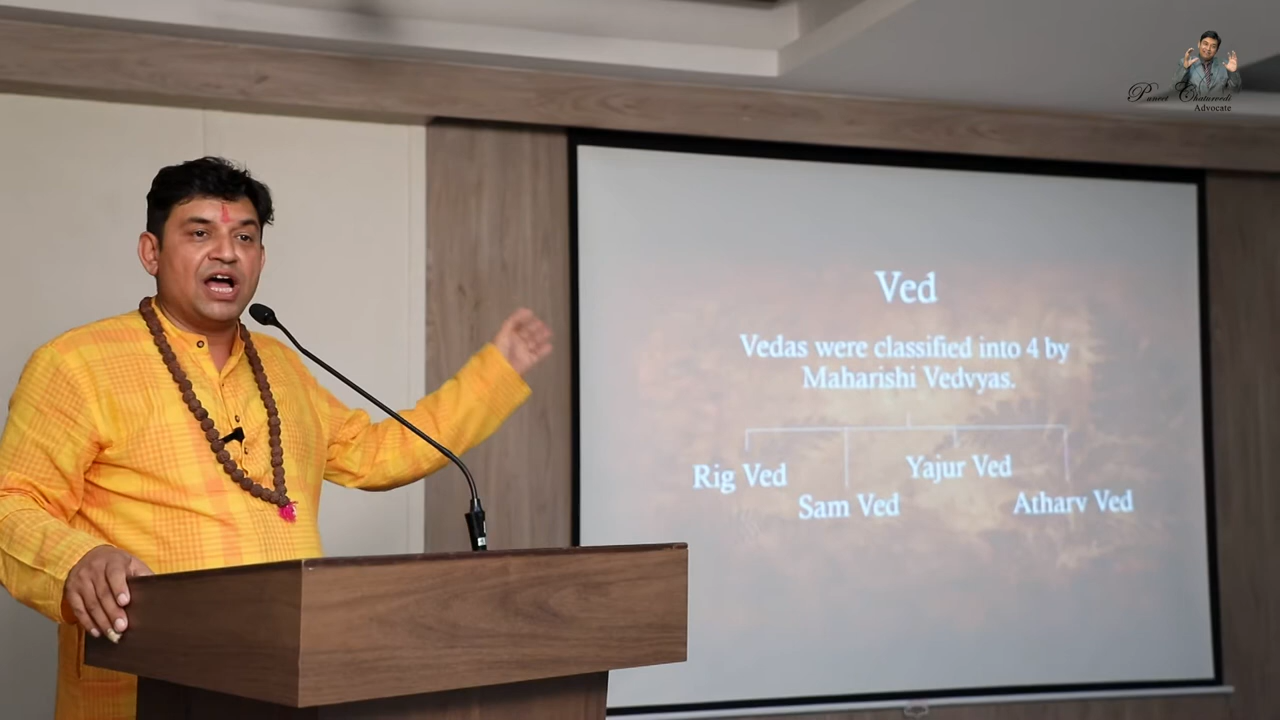 Puneet Chaturvedi
Advocate
Ved
Vedas were classified into 4 by
Maharishi Vedvyas.
Rig Ved
Yajur Ved
Sam Ved
Atharv Ved